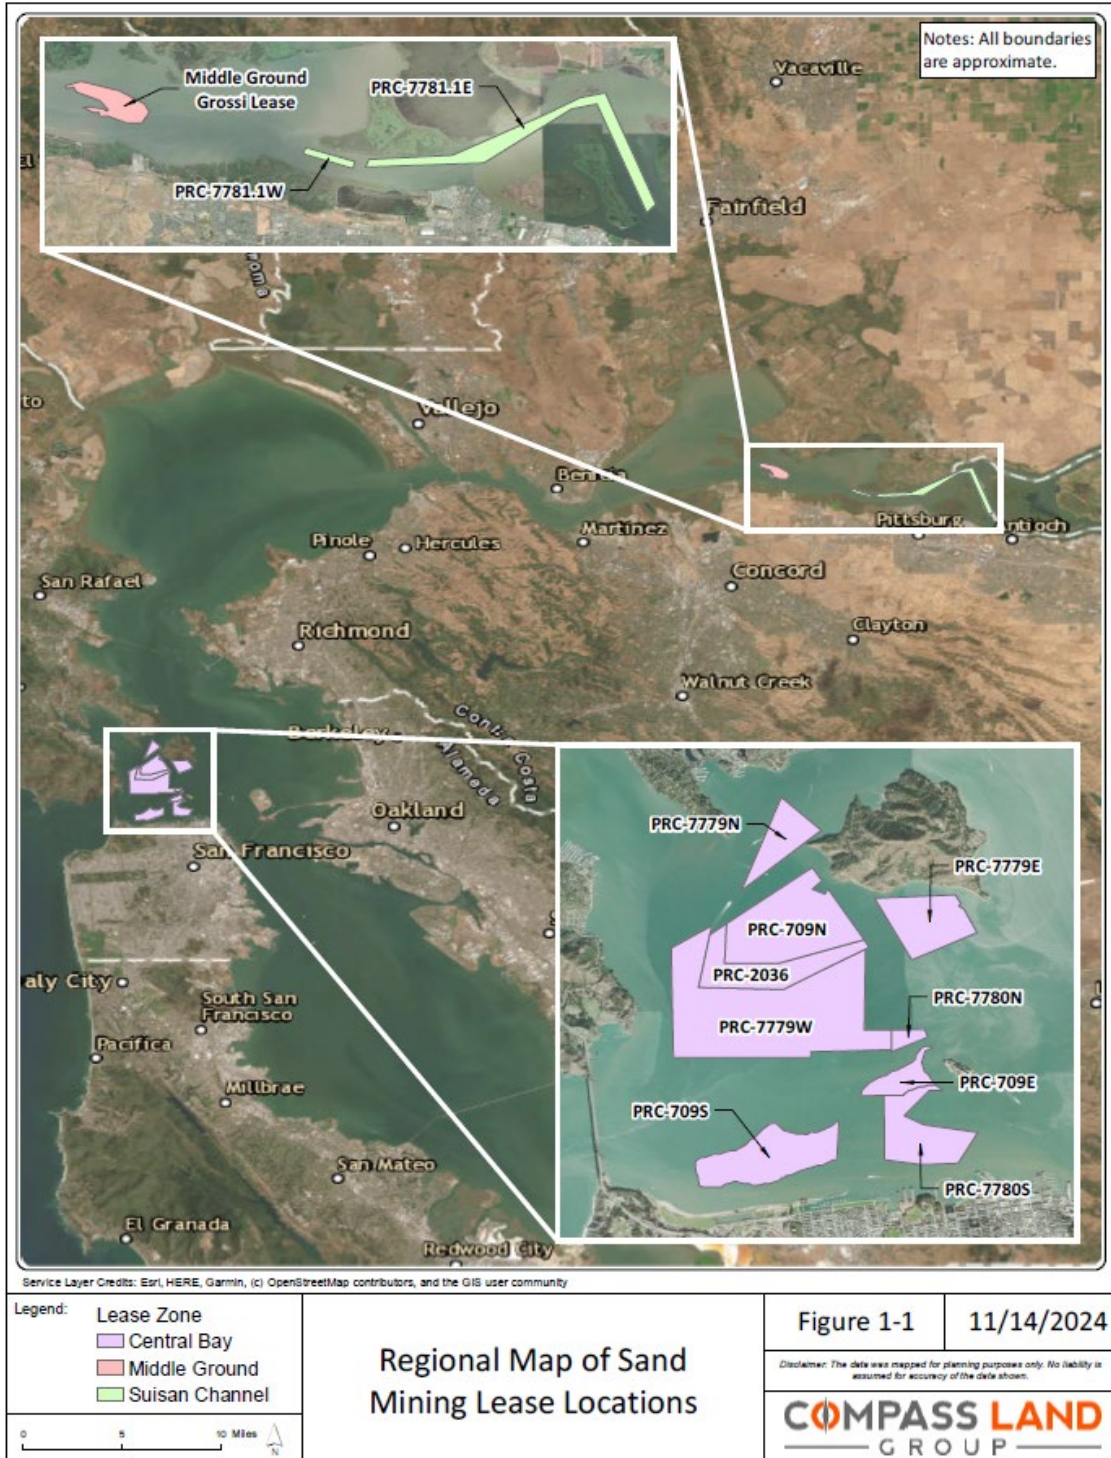 Notes: All boundaries
are approximate.
Vacaville
Middle Ground
Grossi Lease
PRC-7781.1E
PRC-7781.1W
El
Fairfield
Vallejo
Benicia
Martinez
Pittsburg
Antioch
Pinole
Hercules
San Rafael
Concord
Richmond
Clayton
Walnut Creek
Berkeley
Contra Costa
Alameda
Oakland
San Francisco
PRC-7779N
PRC-7779E
PRC-709N
PRC-2036
PRC-7780N
PRC-7779W
PRC-709E
PRC-709S
PRC-7780S
aly City
South San
Francisco
Pacifica
Millbrae
San Mateo
El Granada
Redwood City
Service Layer Credits: Esri, HERE, Garmin, (c) OpenStreetMap contributors, and the GIS user community
Legend:
Lease Zone
Central Bay
Middle Ground
Suisan Channel
0 5 10 Miles
N
Regional Map of Sand
Mining Lease Locations
Figure 1-1
11/14/2024
Disclaimer: The data was mapped for planning purposes only. No liability is
assumed for accuracy of the data shown.
COMPASS LAND
GROUP